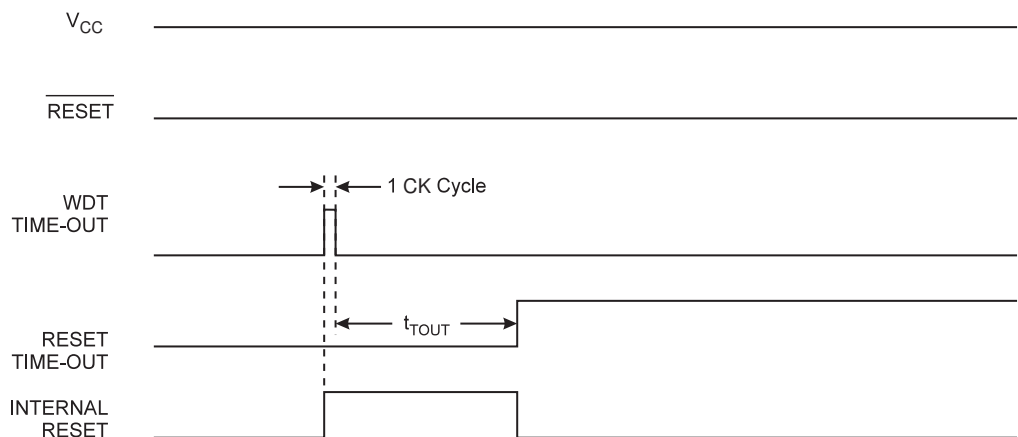 VCC
RESET
1 CK Cycle
WDT
TIME-OUT
tTOUT
RESET
TIME-OUT
INTERNAL
RESET